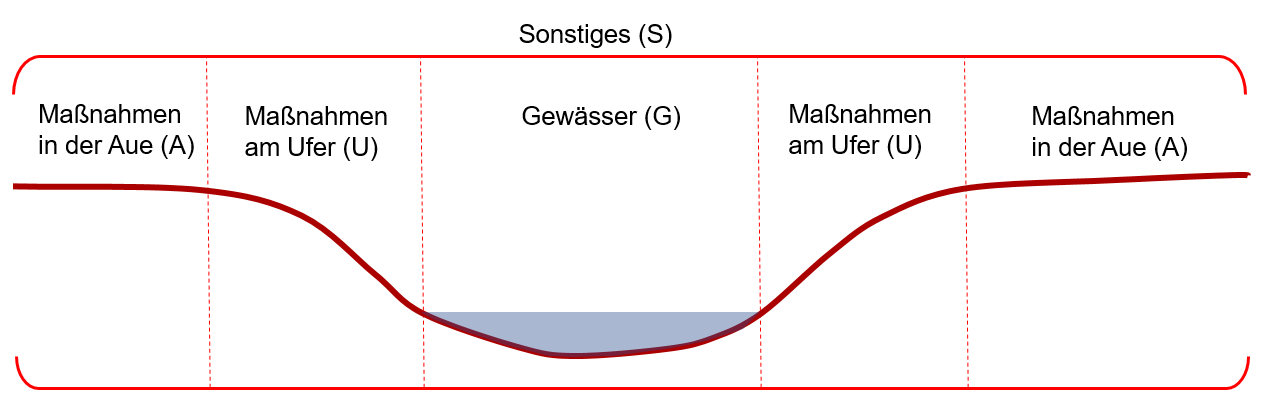 Sonstiges (S)
Maßnahmen
in der Aue (A)
Maßnahmen
am Ufer (U)
Gewässer (G)
Maßnahmen
am Ufer (U)
Maßnahmen
in der Aue (A)